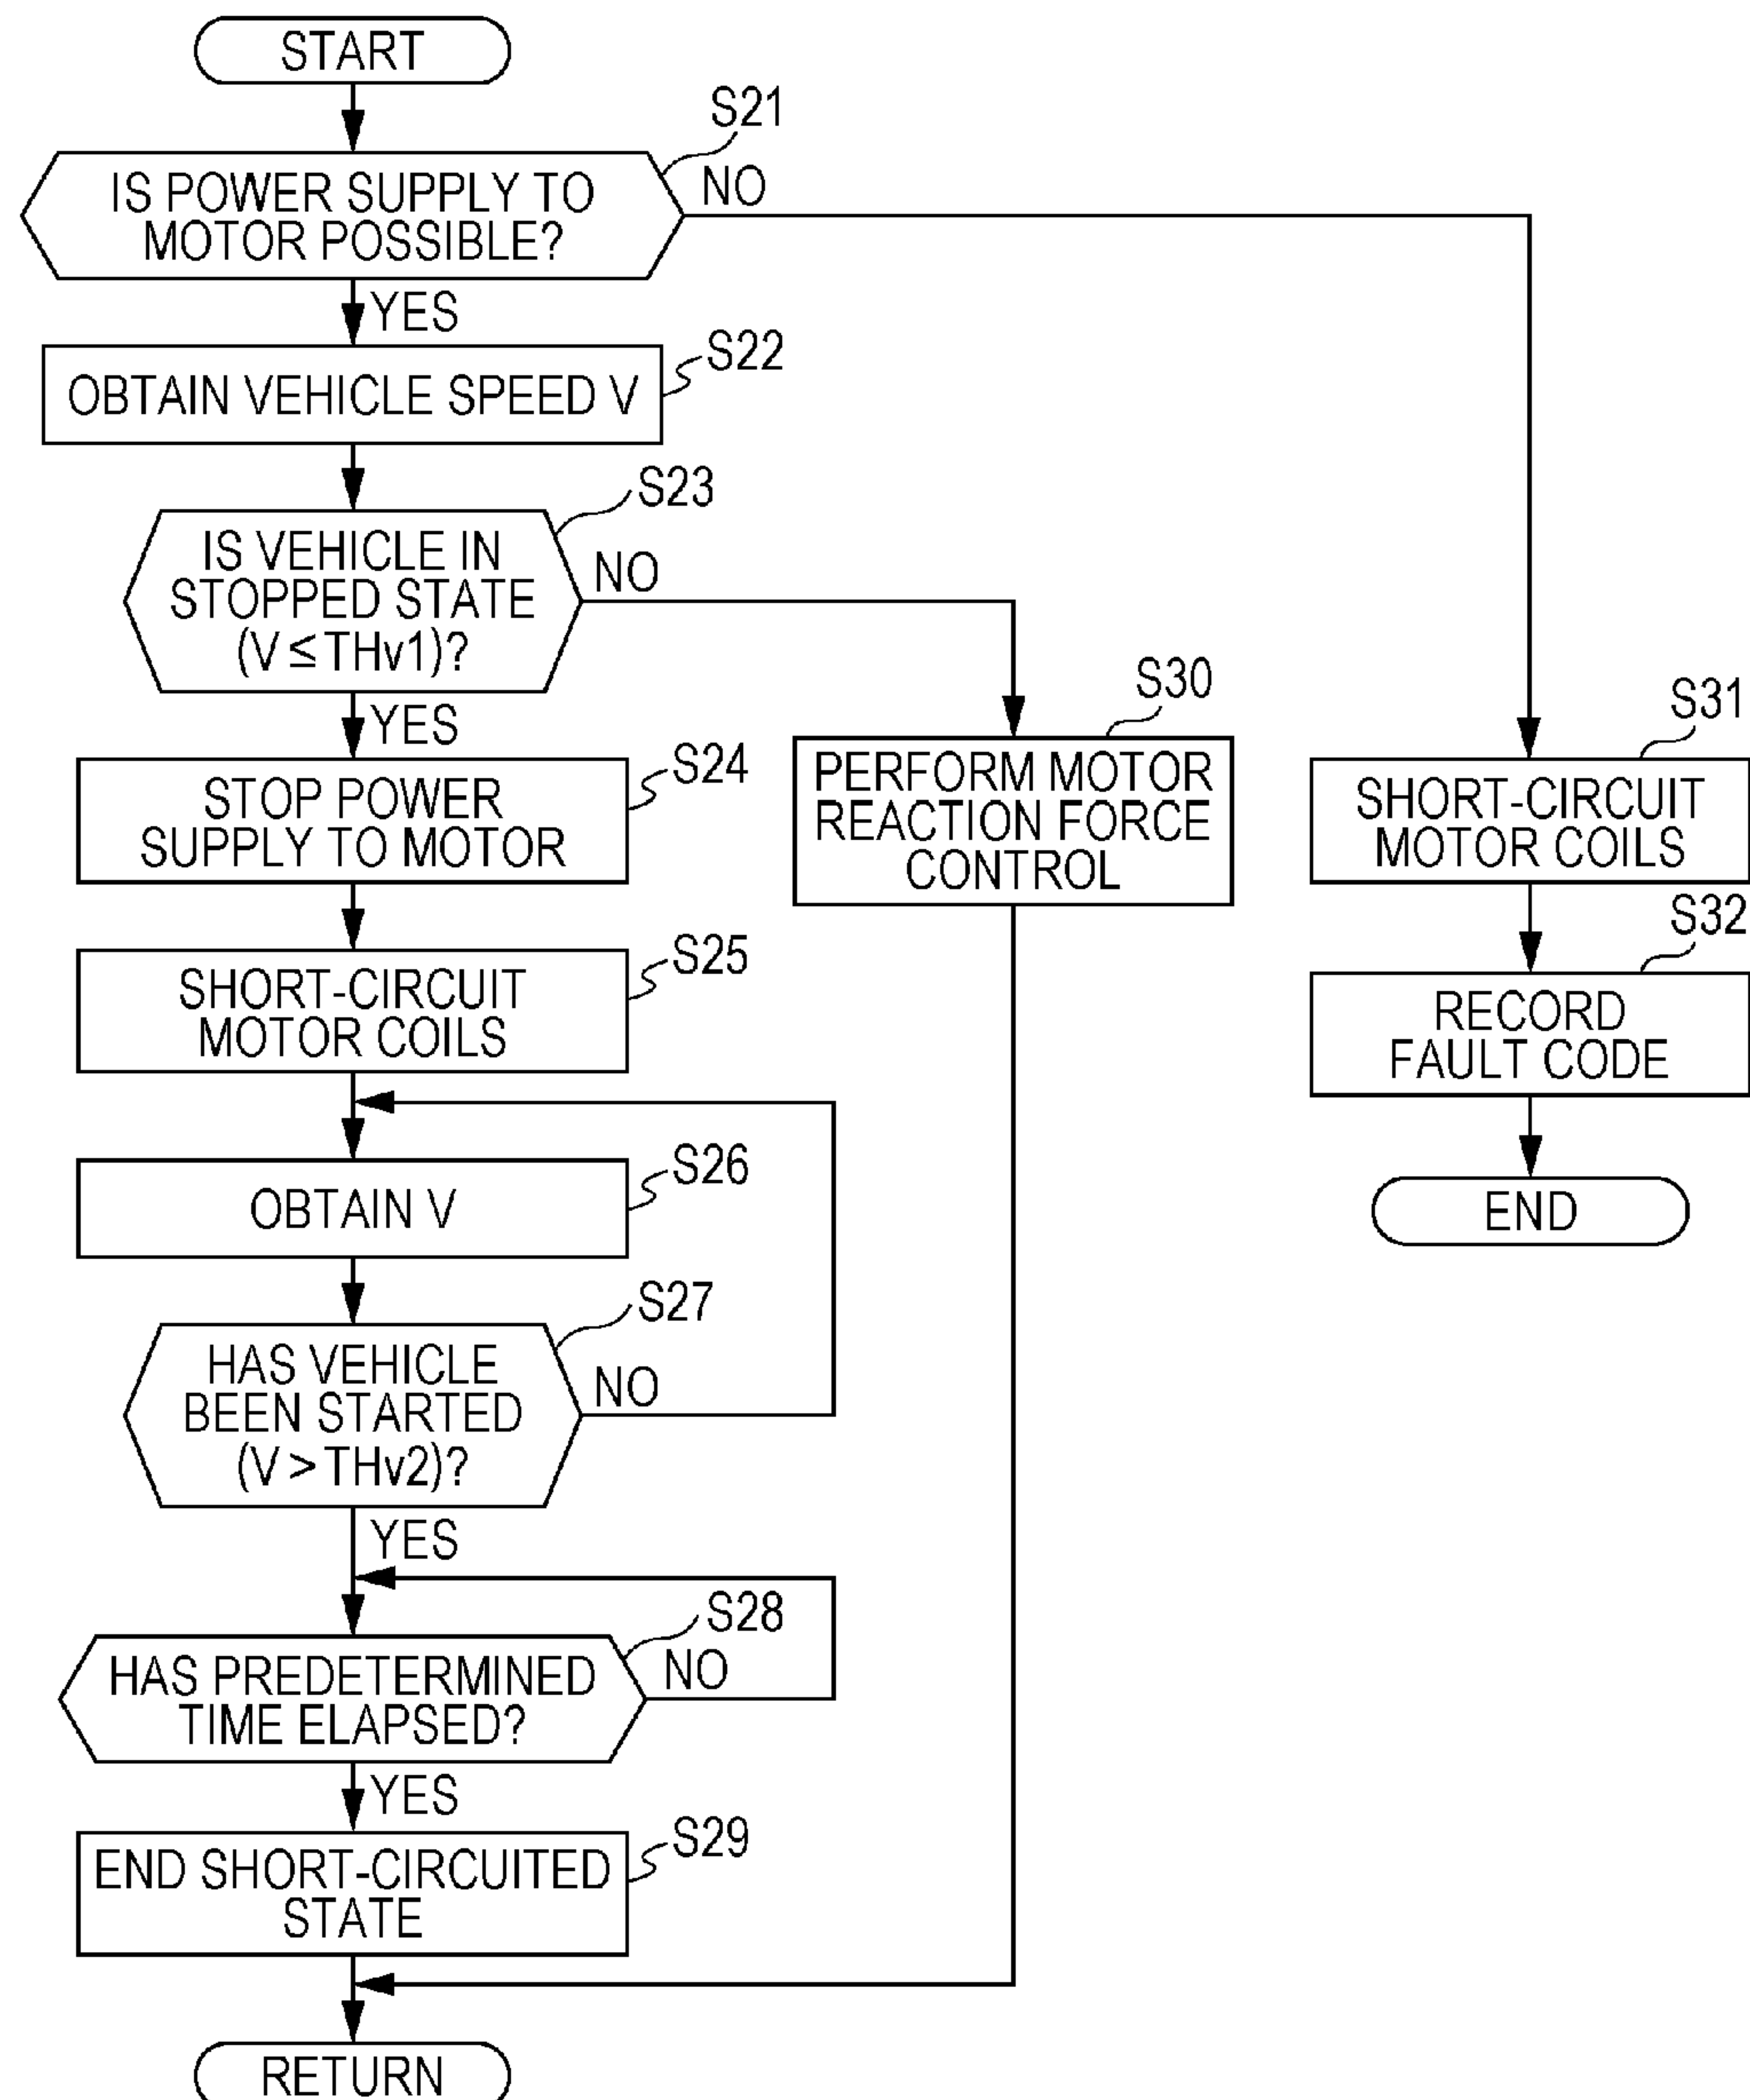 START
S21
IS POWER SUPPLY TO
MOTOR POSSIBLE?
NO
YES
S22
OBTAIN VEHICLE SPEED V
S23
IS VEHICLE IN
STOPPED STATE
(V ≤ THv1)?
NO
YES
S24
STOP POWER
SUPPLY TO MOTOR
S25
SHORT-CIRCUIT
MOTOR COILS
S26
OBTAIN V
S27
HAS VEHICLE
BEEN STARTED
(V > THv2)?
NO
YES
S28
HAS PREDETERMINED
TIME ELAPSED?
NO
YES
S29
END SHORT-CIRCUITED
STATE
RETURN
S30
PERFORM MOTOR
REACTION FORCE
CONTROL
S31
SHORT-CIRCUIT
MOTOR COILS
S32
RECORD
FAULT CODE
END